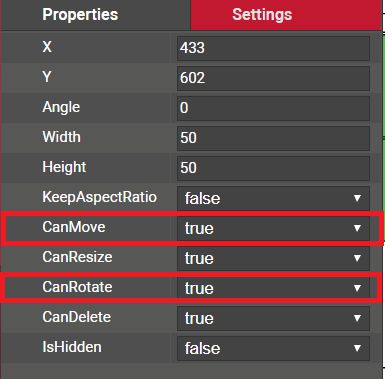 Properties Settings
X 433
Y 602
Angle 0
Width 50
Height 50
KeepAspectRatio false
CanMove true
CanResize true
CanRotate true
CanDelete true
IsHidden false